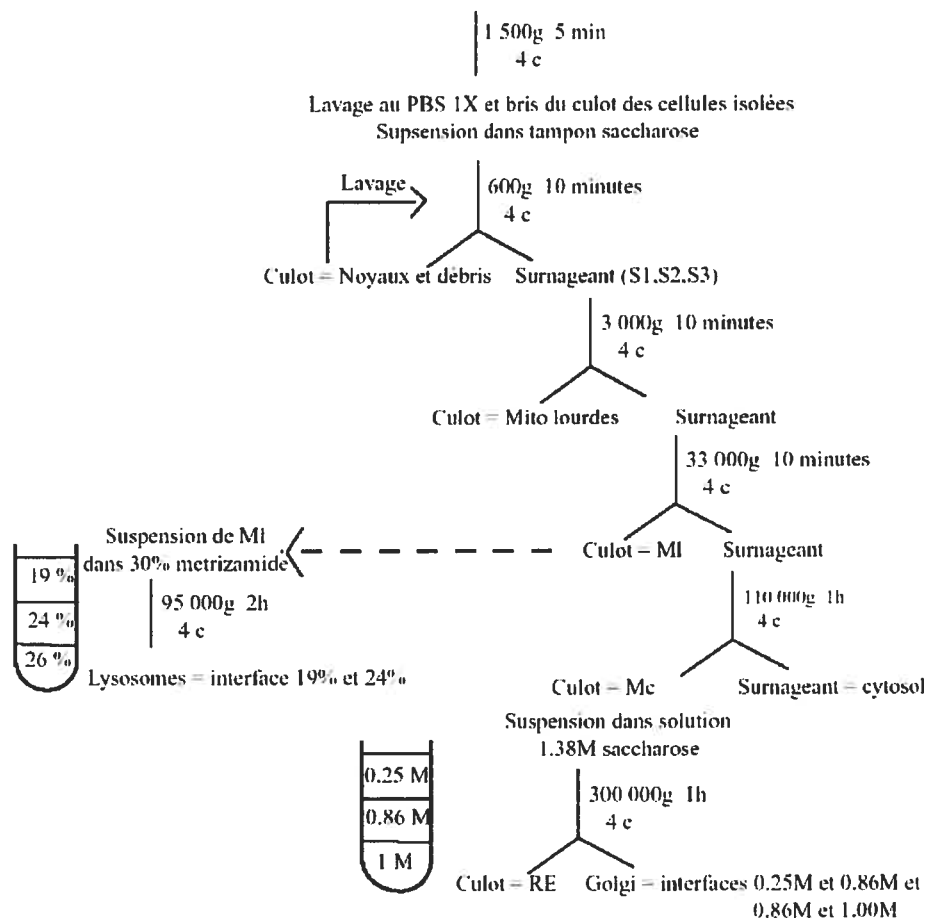 1 500g 5 min
4 c
Lavage au PBS 1X et bris du culot des cellules isolées
Supsension dans tampon saccharose
Lavage
600g 10 minutes
4 c
Culot = Noyaux et débris
Surnageant (S1.S2.S3)
3 000g 10 minutes
4 c
Culot = Mito lourdes
Surnageant
33 000g 10 minutes
4 c
Suspension de Ml
dans 30% metrizamide
Culot = Ml
Surnageant
19 %
24 %
26 %
95 000g 2h
4 c
110 000g 1h
4 c
Lysosomes = interface 19% et 24%
Culot = Mc
Surnageant = cytosol
Suspension dans solution
1.38M saccharose
0.25 M
0.86 M
1 M
300 000g 1h
4 c
Culot = RE
Golgi = interfaces 0.25M et 0.86M et
0.86M et 1.00M